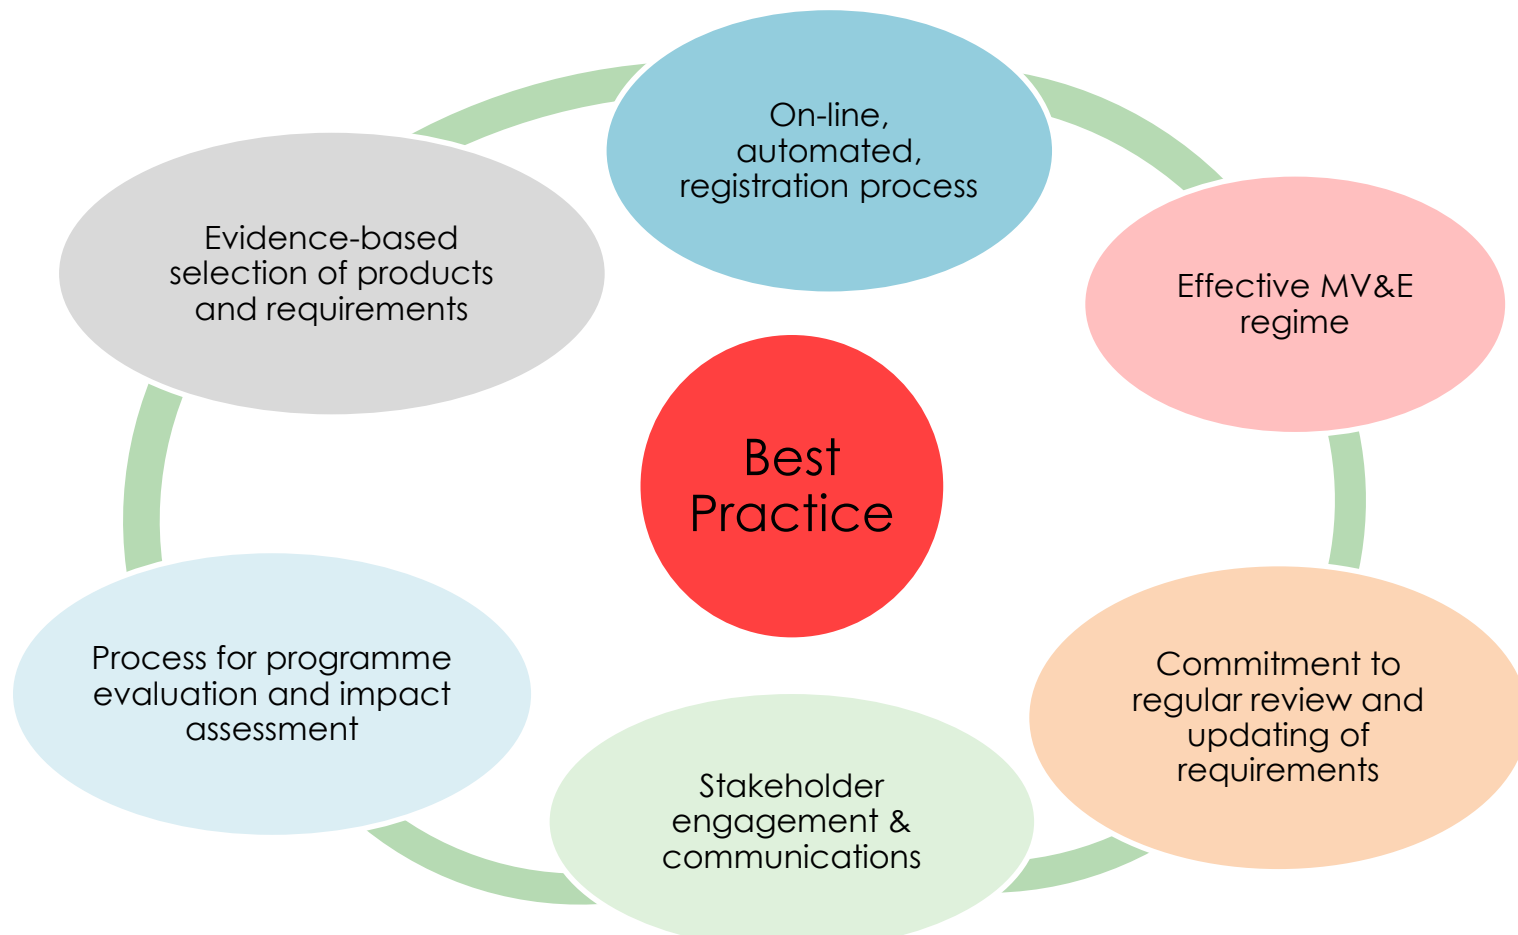 On-line,
automated,
registration process
Evidence-based
selection of products
and requirements
Effective MV&E
regime
Best
Practice
Process for programme
evaluation and impact
assessment
Commitment to
regular review and
updating of
requirements
Stakeholder
engagement &
communications